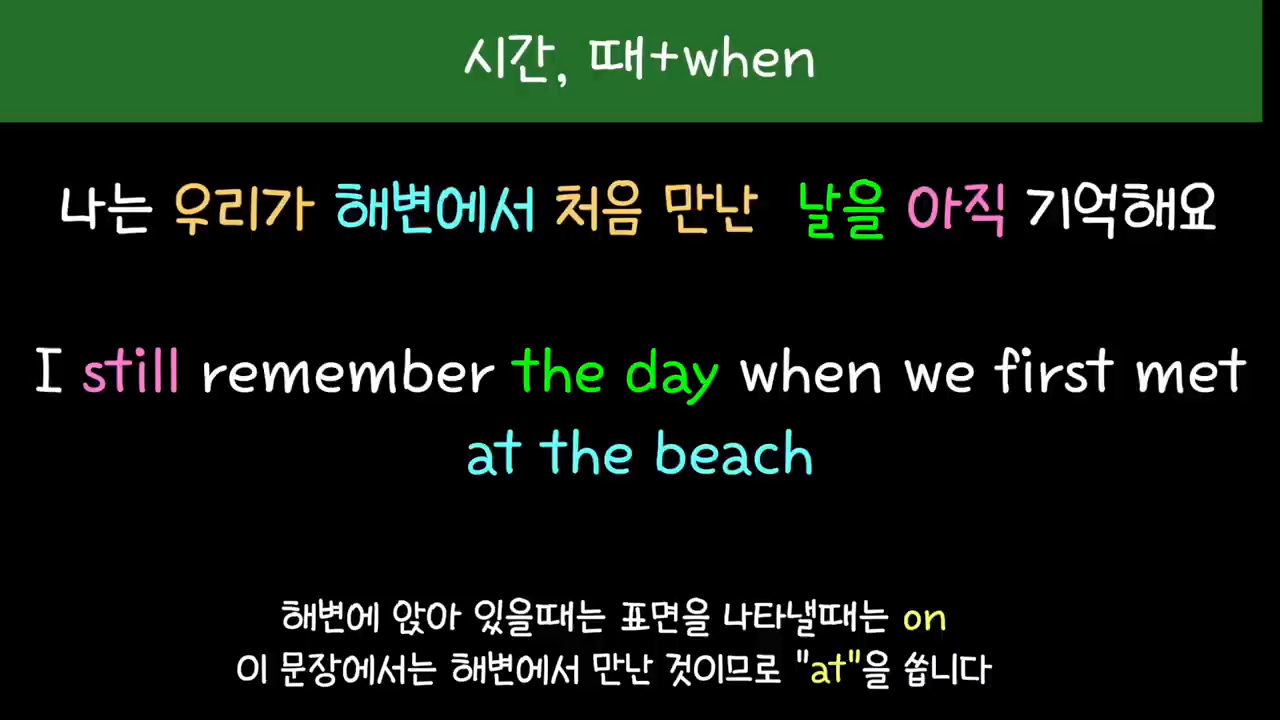 시간, 때+when
나는 우리가 해변에서 처음 만난 날을 아직 기억해요
I still remember the day when we first met
at the beach
해변에 앉아 있을때는 표면을 나타낼때는 on
이 문장에서는 해변에서 만난 것이므로 "at"을 씁니다